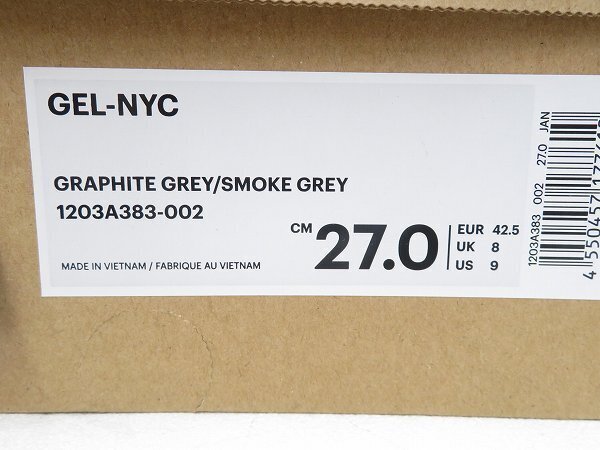 GEL-NYC
GRAPHITE GREY/SMOKE GREY
1203A383-002
CM 27.0
EUR 42.5
UK 8
US 9
MADE IN VIETNAM / FABRIQUE AU VIETNAM
1203A383 002 27.0 JAN